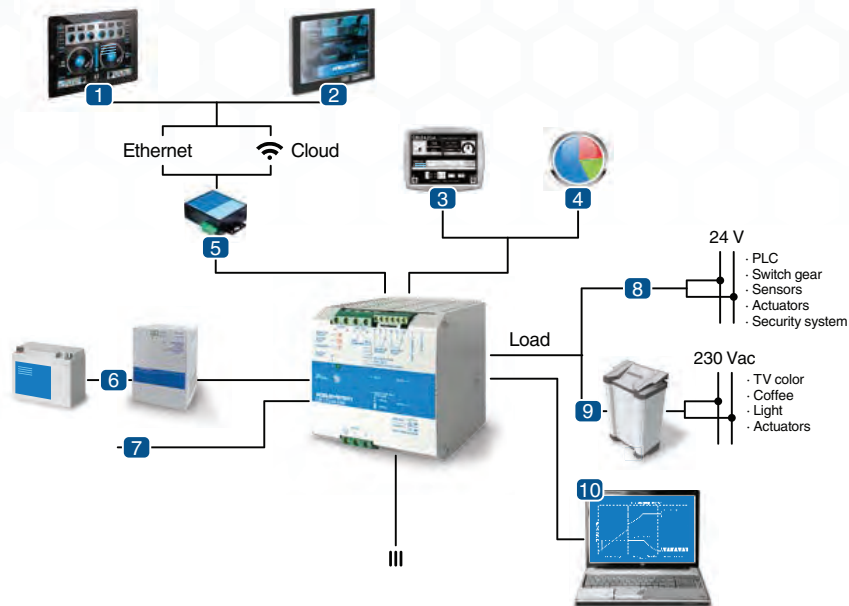 1
2
Ethernet
Cloud
3
4
5
24 V
· PLC
· Switch gear
· Sensors
· Actuators
· Security system
8
Load
6
230 Vac
· TV color
· Coffee
· Light
· Actuators
9
7
10